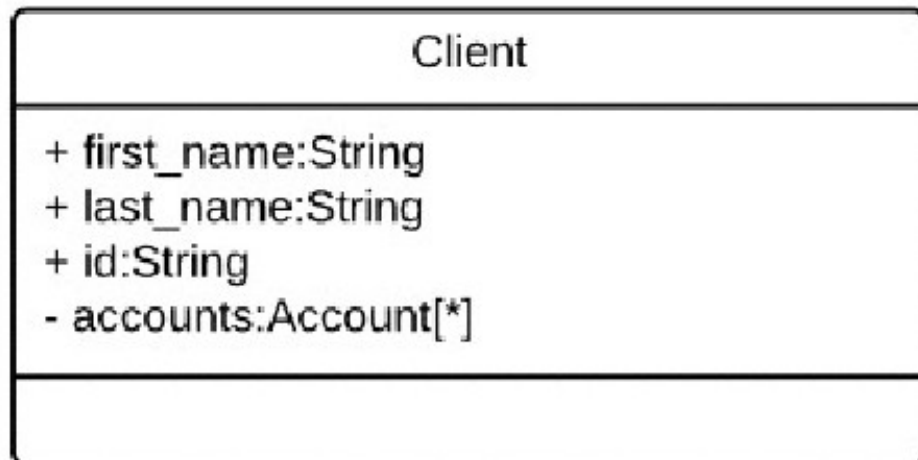 Client
+ first_name:String
+ last_name:String
+ id:String
- accounts:Account[*]